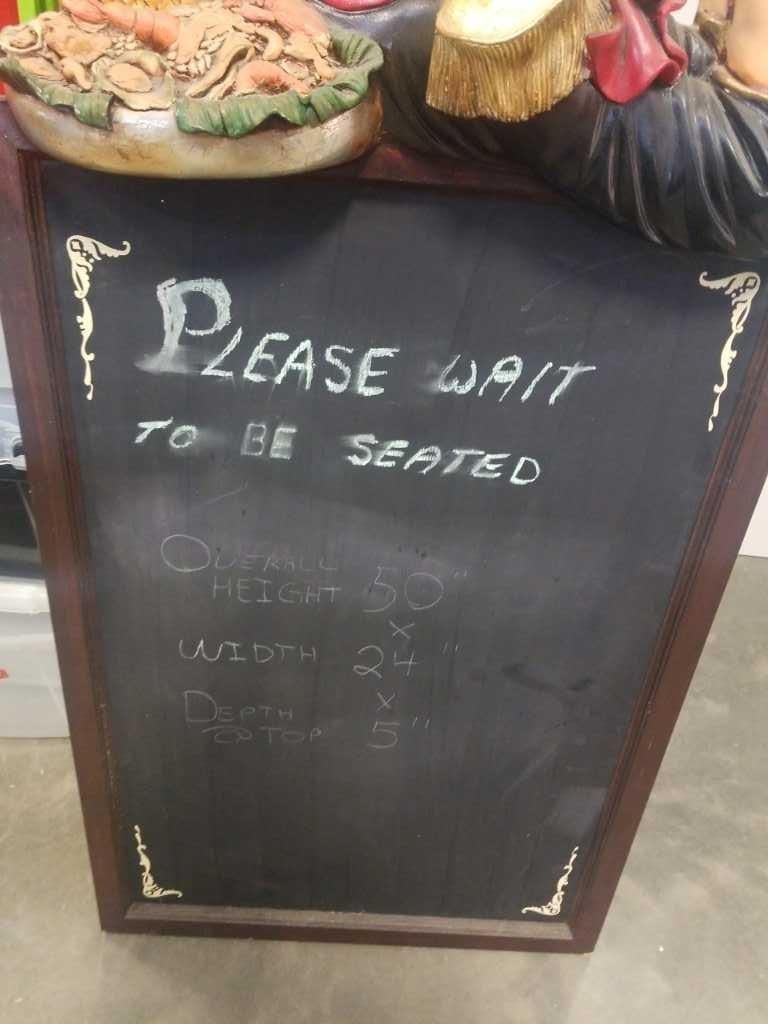 PLEASE WAIT
TO BE SEATED
OVERALL
HEIGHT 50"
X
WIDTH 24"
X
DEPTH
@ TOP 5"